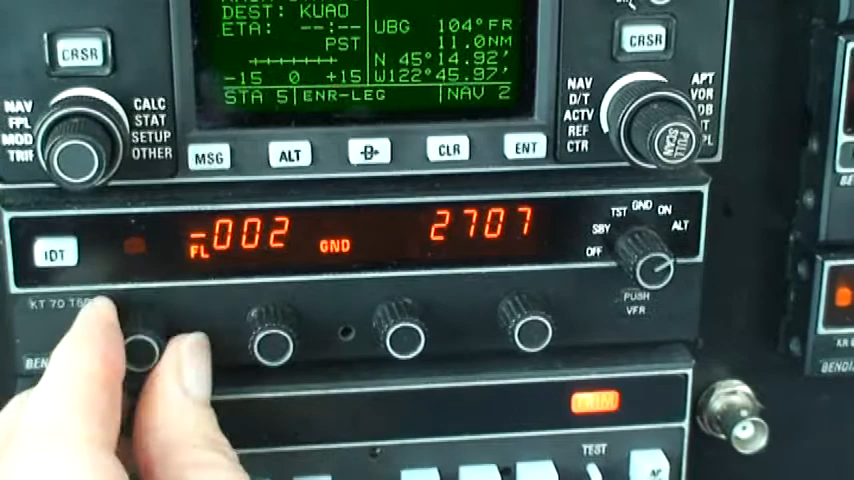 DEST: KUAO
ETA: --:--
PST
-15 0 +15
UBG 104°FR
11.0NM
N 45°14.92'
W122°45.97'
STA 5 ENR-LEG NAV 2
CRSR
CRSR
NAV
FPL
MOD
TRIF
CALC
STAT
SETUP
OTHER
NAV
D/T
ACTV
REF
CTR
APT
VOR
NDB
PULL
SCAN
MSG ALT D CLR ENT
IDT
FL -002 GND 2707
OFF SBY TST GND ON ALT
KT 70 TSO
PUSH
VFR
TRIM
TEST
AP